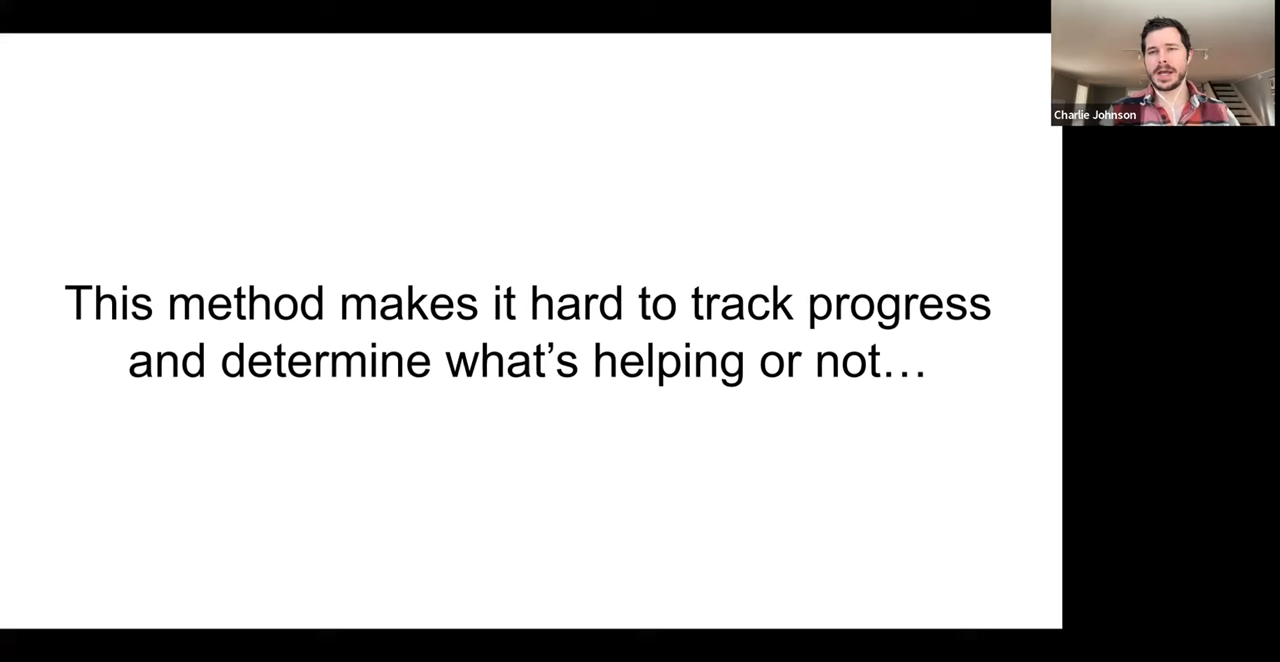 Charlie Johnson
This method makes it hard to track progress
and determine what’s helping or not…